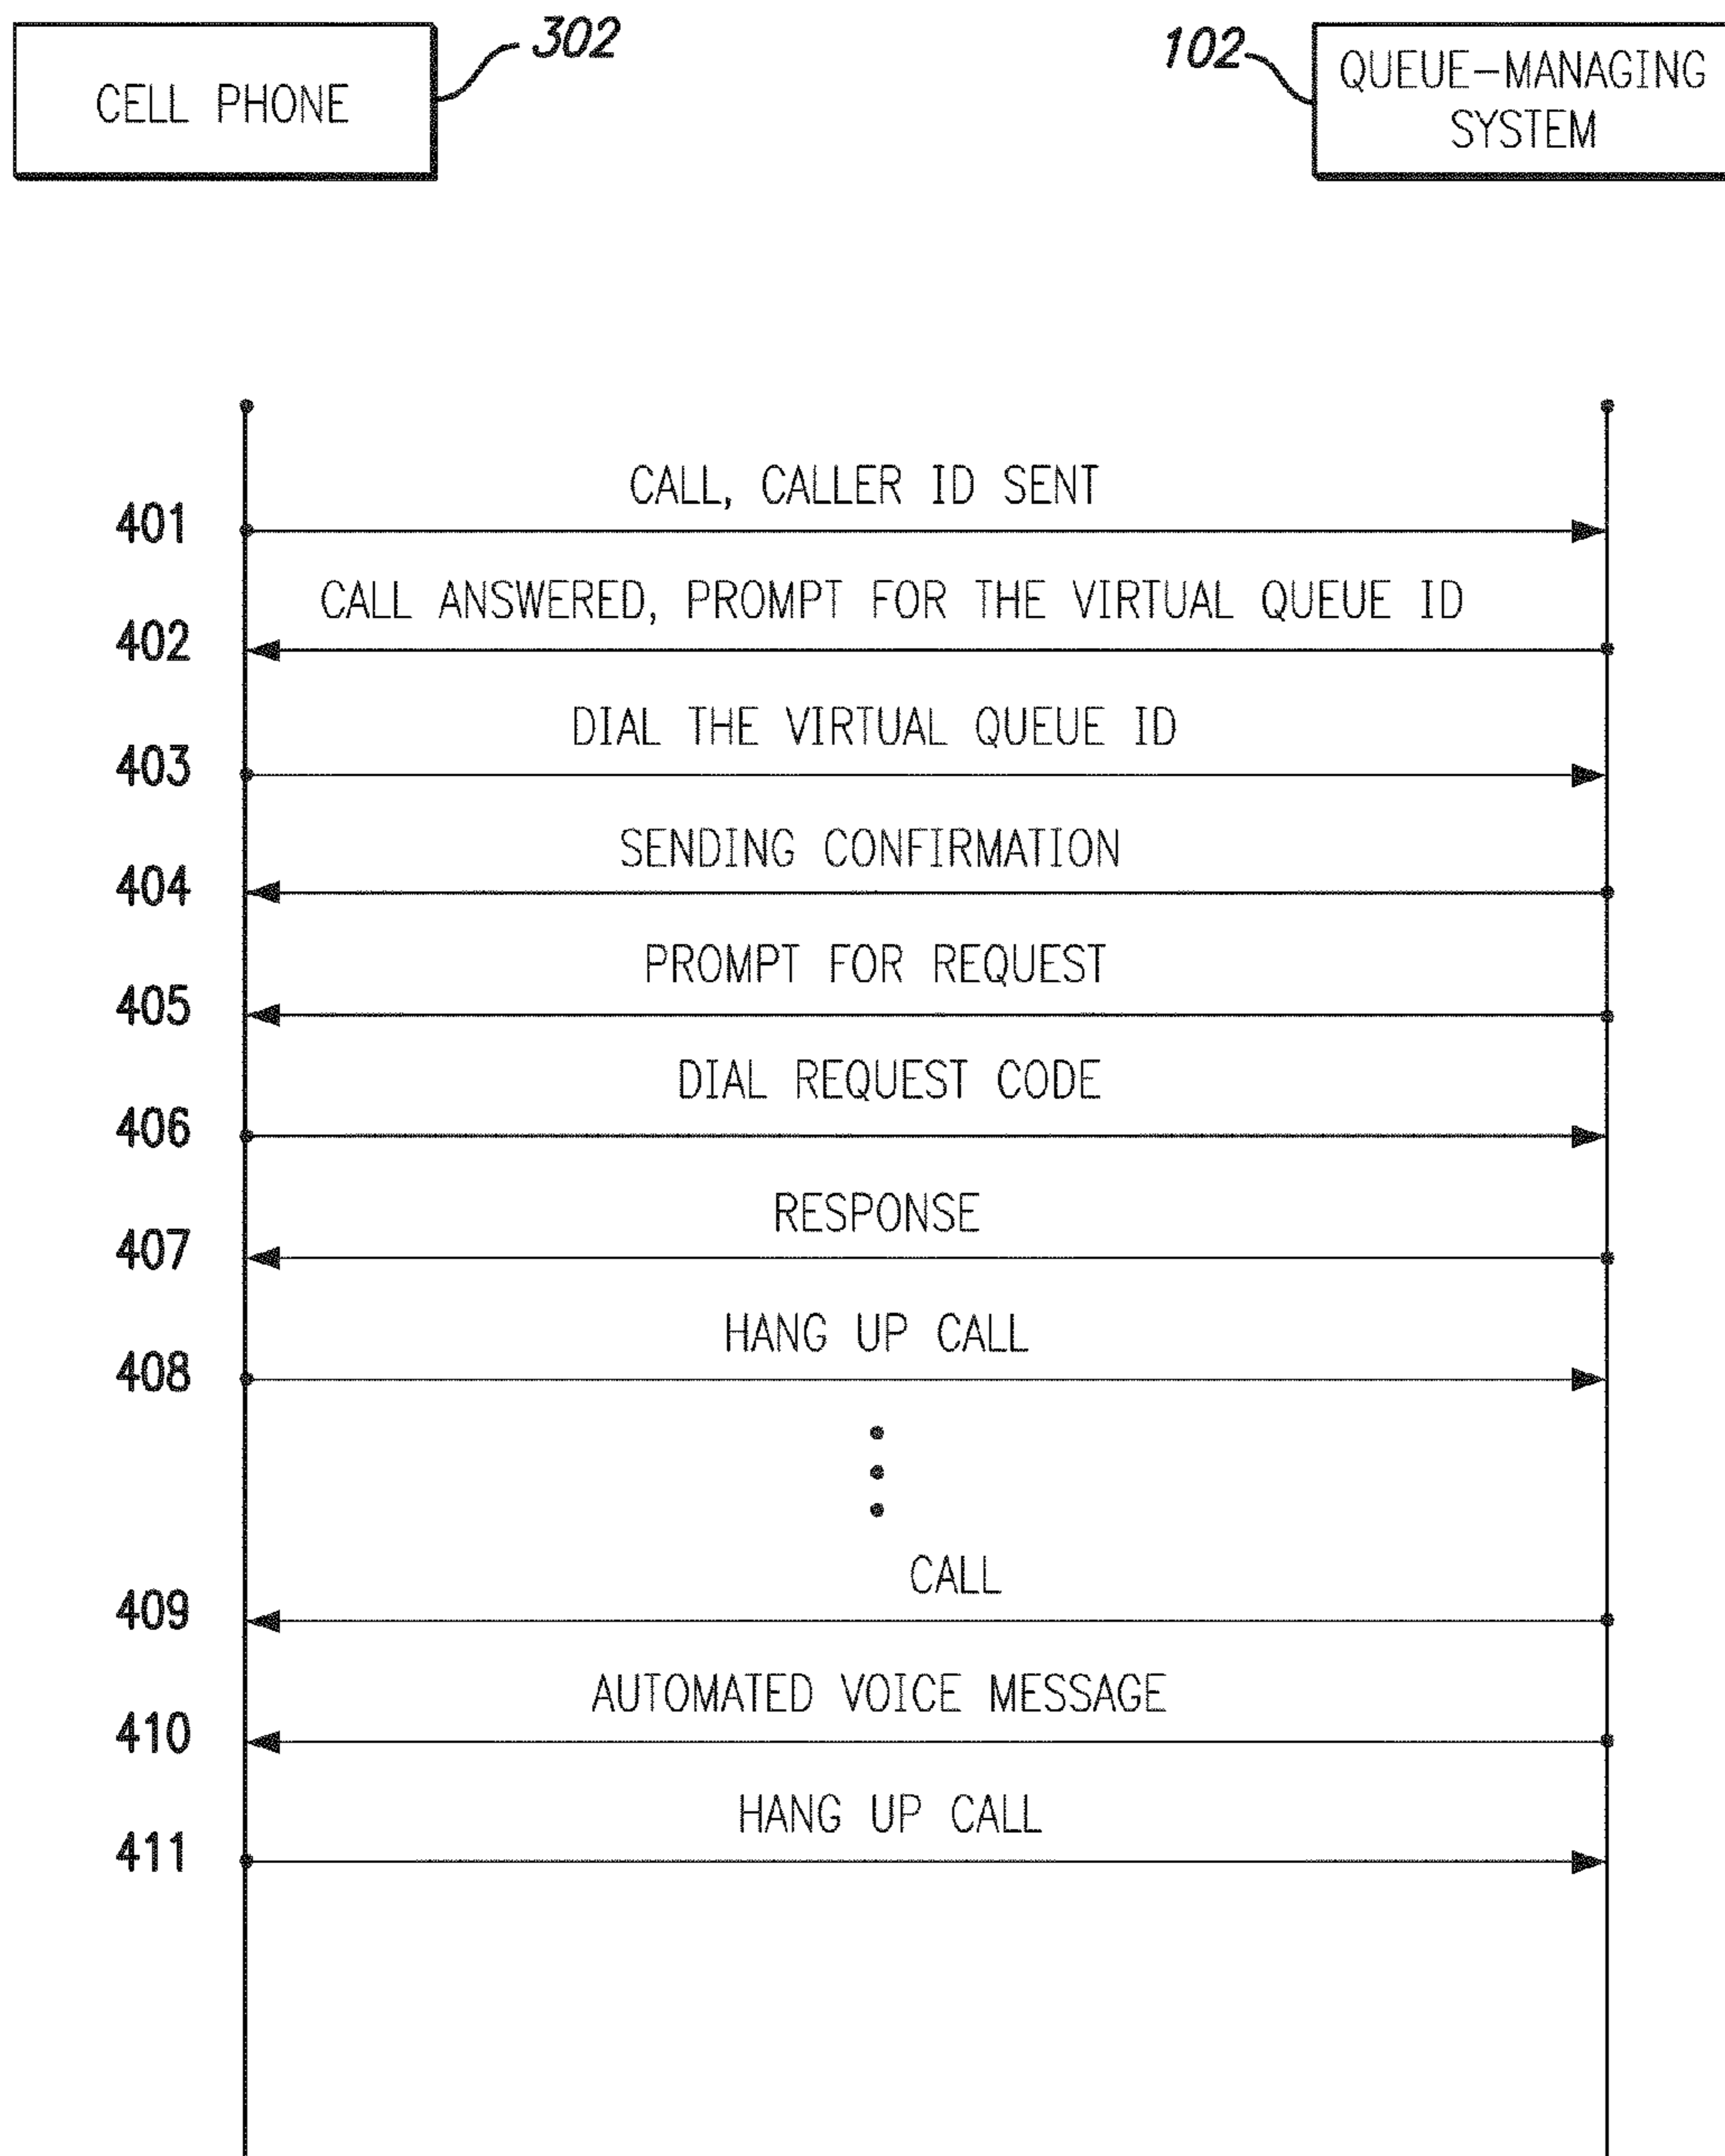 CELL PHONE
302
102
QUEUE-MANAGING
SYSTEM
CALL, CALLER ID SENT
401
CALL ANSWERED, PROMPT FOR THE VIRTUAL QUEUE ID
402
DIAL THE VIRTUAL QUEUE ID
403
SENDING CONFIRMATION
404
PROMPT FOR REQUEST
405
DIAL REQUEST CODE
406
RESPONSE
407
HANG UP CALL
408
CALL
409
AUTOMATED VOICE MESSAGE
410
HANG UP CALL
411